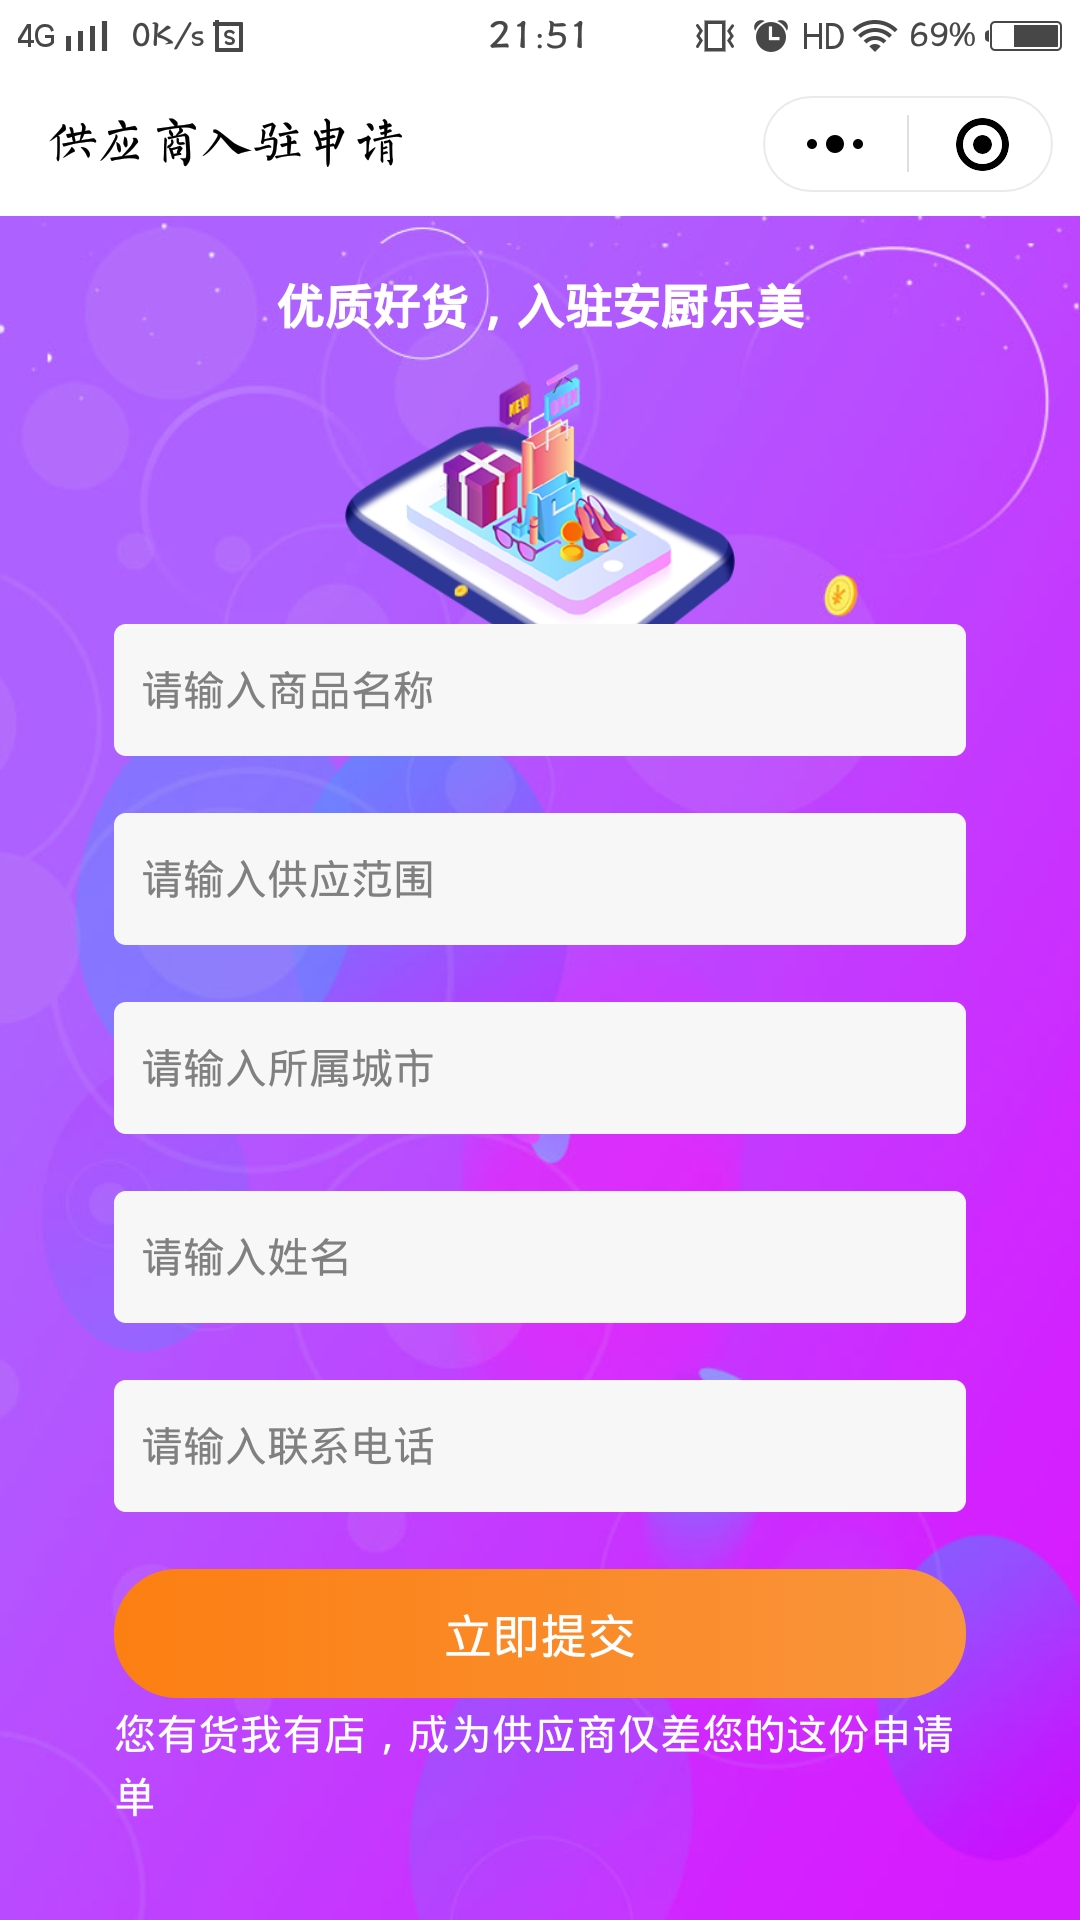 4G 0K/s S 21:51 HD 69%
供应商入驻申请
优质好货，入驻安厨乐美
NEW
请输入商品名称
请输入供应范围
请输入所属城市
请输入姓名
请输入联系电话
立即提交
您有货我有店，成为供应商仅差您的这份申请
单